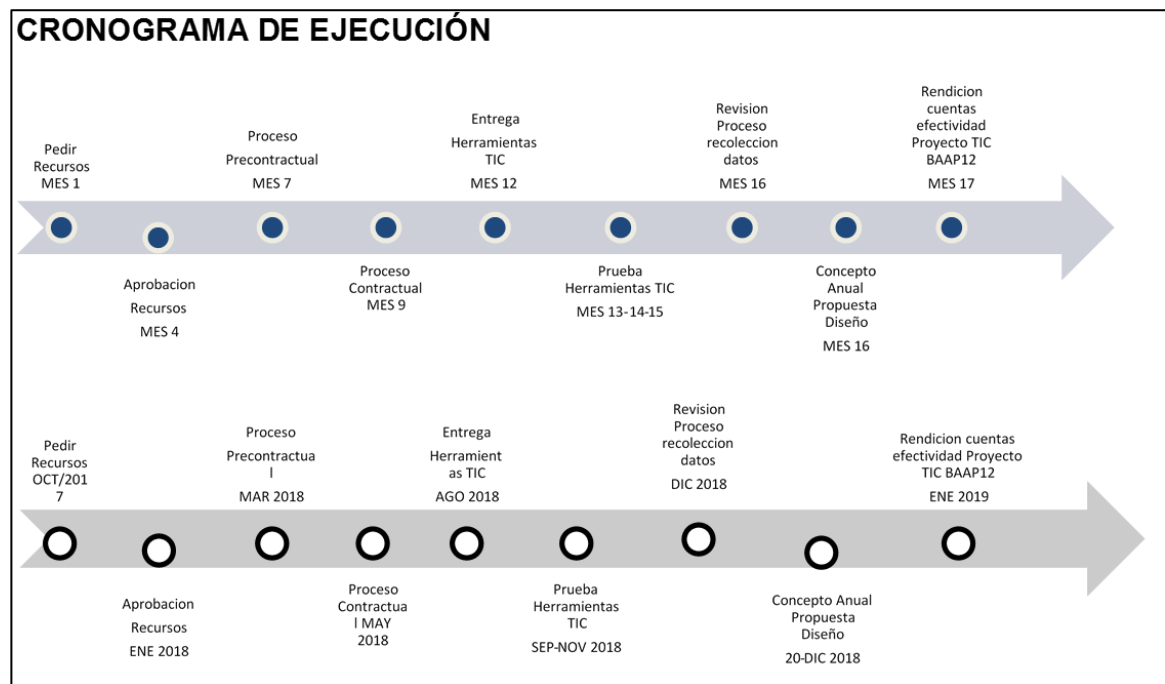 CRONOGRAMA DE EJECUCIÓN
Pedir
Recursos
MES 1
Aprobacion
Recursos
MES 4
Proceso
Precontractual
MES 7
Proceso
Contractual
MES 9
Entrega
Herramientas
TIC
MES 12
Prueba
Herramientas TIC
MES 13-14-15
Revision
Proceso
recoleccion
datos
MES 16
Concepto
Anual
Propuesta
Diseño
MES 16
Rendicion
cuentas
efectividad
Proyecto TIC
BAAP12
MES 17
Pedir
Recursos
OCT/201
7
Aprobacion
Recursos
ENE 2018
Proceso
Precontractua
l
MAR 2018
Proceso
Contractua
l MAY
2018
Entrega
Herramient
as TIC
AGO 2018
Prueba
Herramientas
TIC
SEP-NOV 2018
Revision
Proceso
recoleccion
datos
DIC 2018
Concepto Anual
Propuesta
Diseño
20-DIC 2018
Rendicion cuentas
efectividad Proyecto
TIC BAAP12
ENE 2019